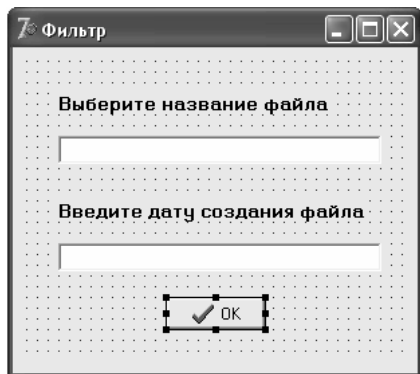 Фильтр
Выберите название файла
Введите дату создания файла
OK